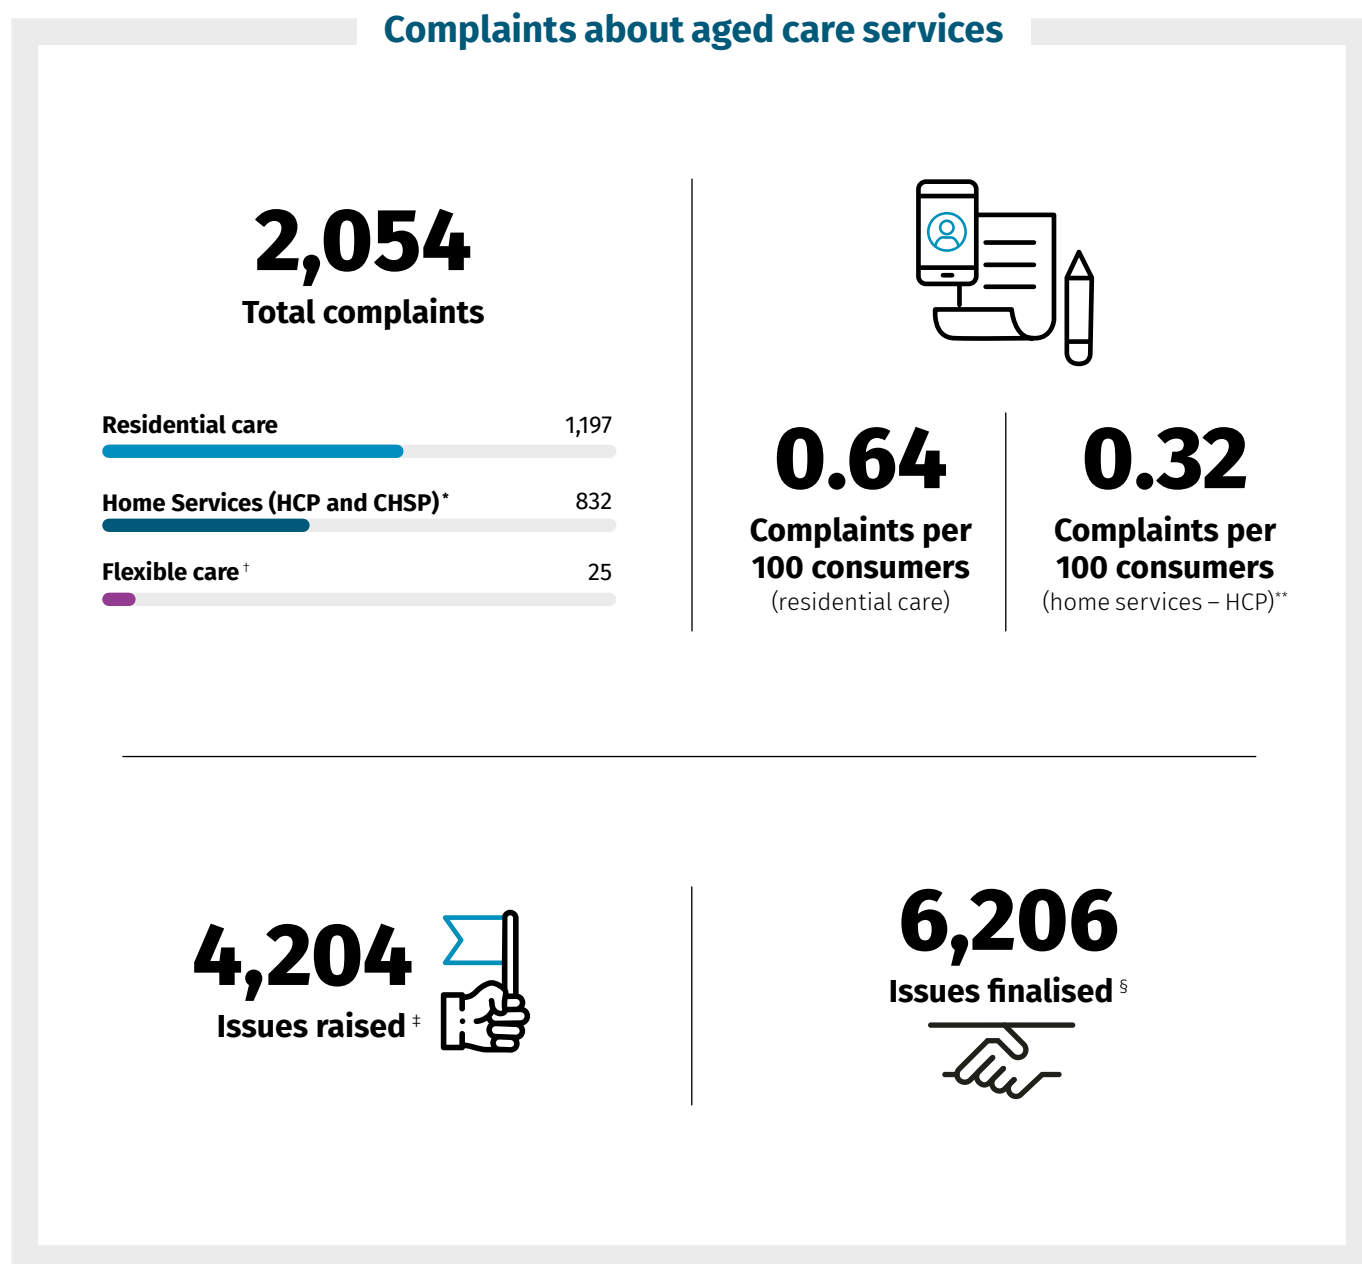 Complaints about aged care services
2,054
Total complaints
Residential care 1,197
Home Services (HCP and CHSP)* 832
Flexible care† 25
0.64
Complaints per
100 consumers
(residential care)
0.32
Complaints per
100 consumers
(home services – HCP)**
4,204
Issues raised‡
6,206
Issues finalised§